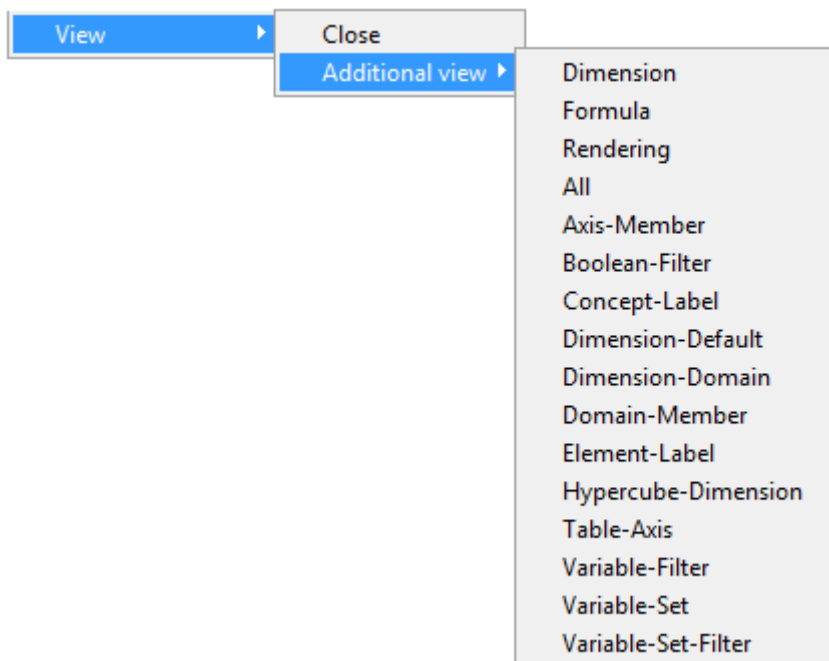 View
Close
Additional view
Dimension
Formula
Rendering
All
Axis-Member
Boolean-Filter
Concept-Label
Dimension-Default
Dimension-Domain
Domain-Member
Element-Label
Hypercube-Dimension
Table-Axis
Variable-Filter
Variable-Set
Variable-Set-Filter